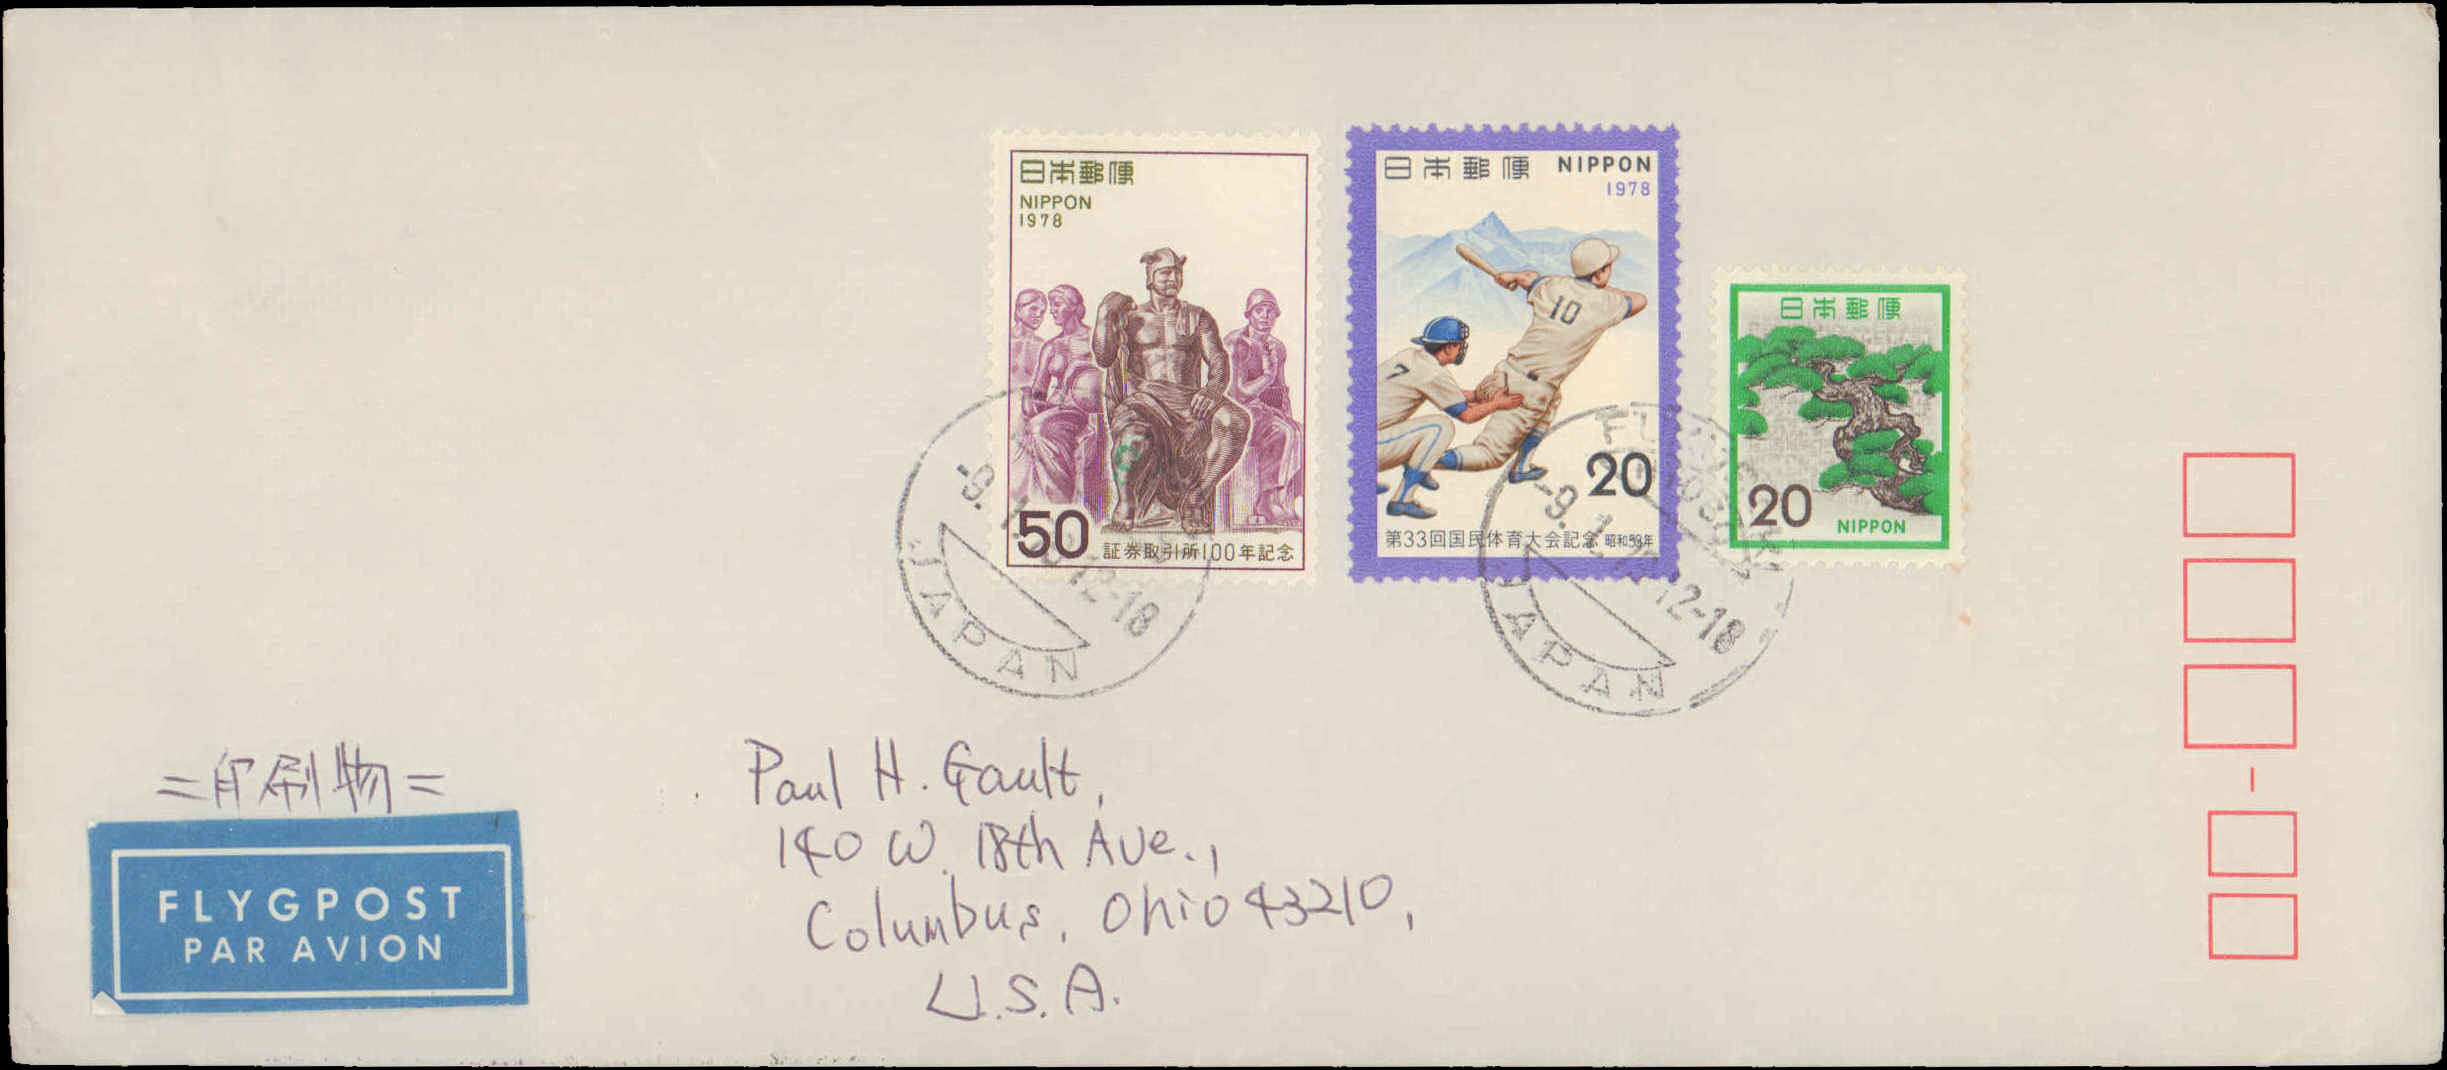 日本郵便
NIPPON
1978
50
証券取引所100年記念
日本郵便 NIPPON
1978
10
7
20
第33回国民体育大会記念 昭和53年
日本郵便
20
NIPPON
12-18
JAPAN
12-18
JAPAN
=印刷物=
FLYGPOST
PAR AVION
Paul H. Gault,
140 W. 18th Ave.,
Columbus, Ohio 43210,
U.S.A.